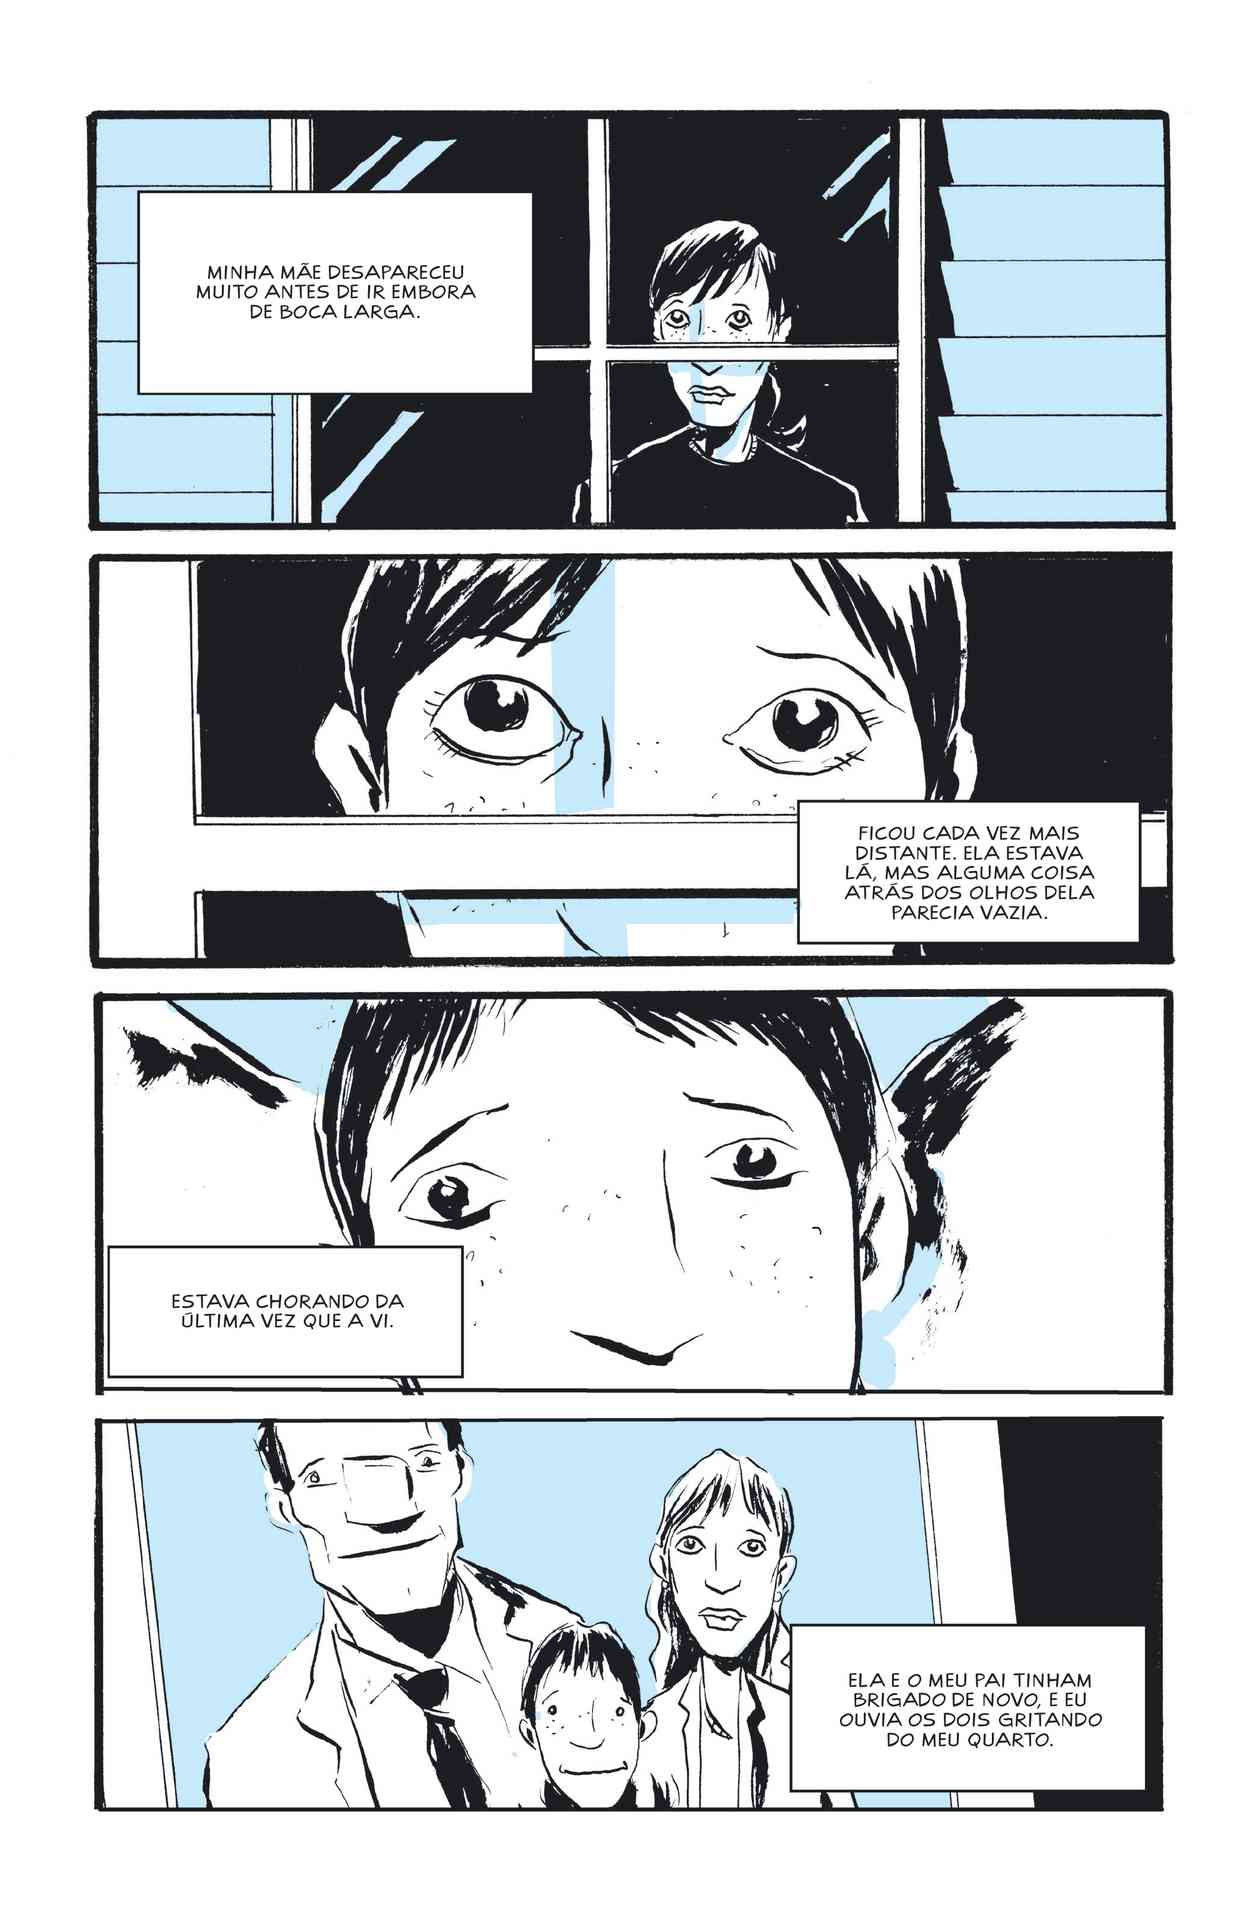 MINHA MÃE DESAPARECEU
MUITO ANTES DE IR EMBORA
DE BOCA LARGA.
FICOU CADA VEZ MAIS
DISTANTE. ELA ESTAVA
LÁ, MAS ALGUMA COISA
ATRÁS DOS OLHOS DELA
PARECIA VAZIA.
ESTAVA CHORANDO DA
ÚLTIMA VEZ QUE A VI.
ELA E O MEU PAI TINHAM
BRIGADO DE NOVO, E EU
OUVIA OS DOIS GRITANDO
DO MEU QUARTO.